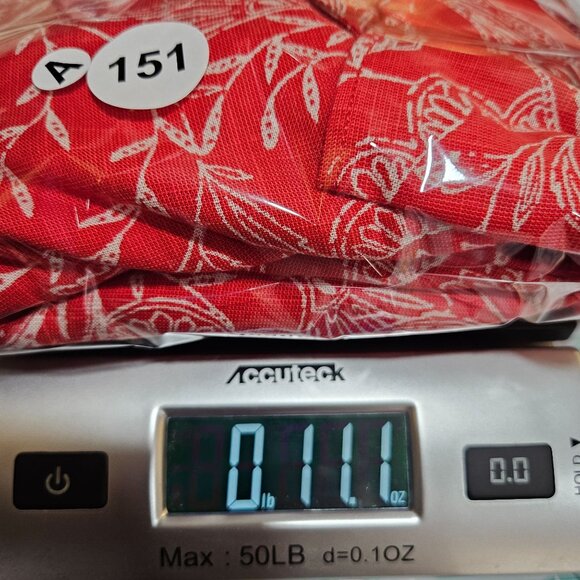 A
151
ACCUTECK
0 lb 11.1 oz
0.0
HOLD
Max : 50LB d=0.1OZ